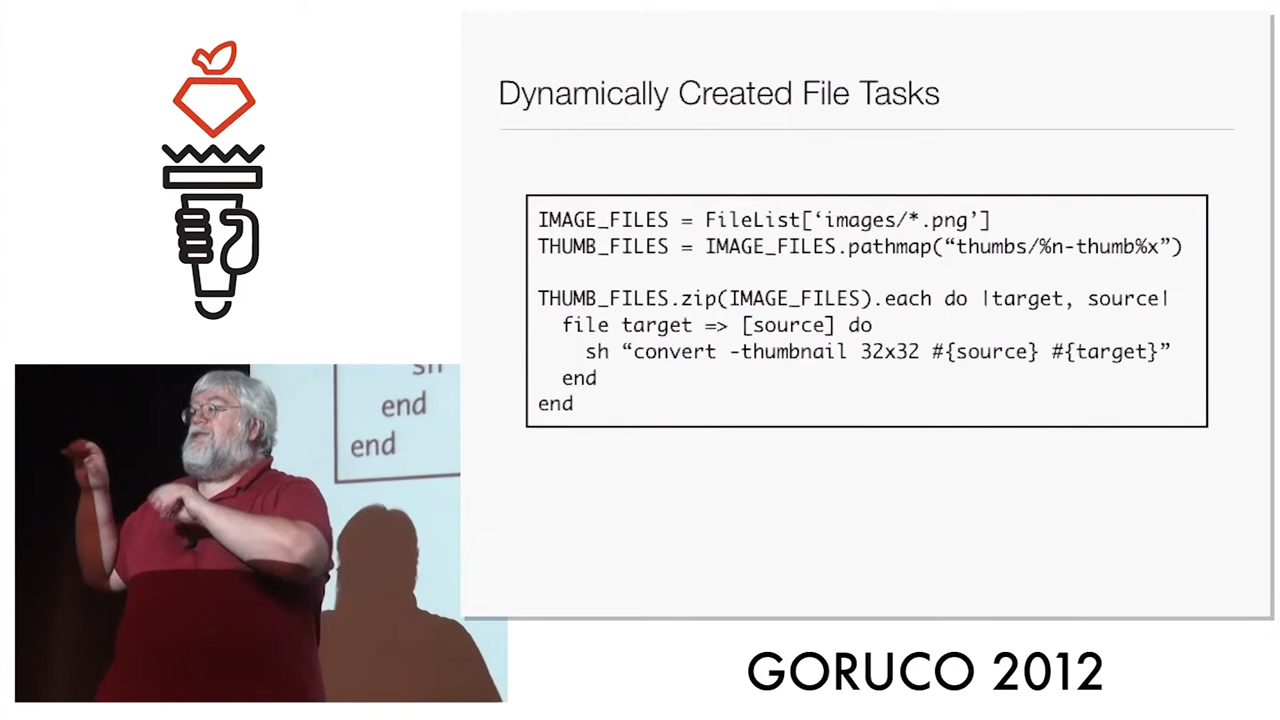 Dynamically Created File Tasks
IMAGE_FILES = FileList[‘images/*.png’]
THUMB_FILES = IMAGE_FILES.pathmap(“thumbs/%n-thumb%x”)
THUMB_FILES.zip(IMAGE_FILES).each do |target, source|
file target => [source] do
sh “convert -thumbnail 32x32 #{source} #{target}”
end
end
sh
end
end
GORUCO 2012